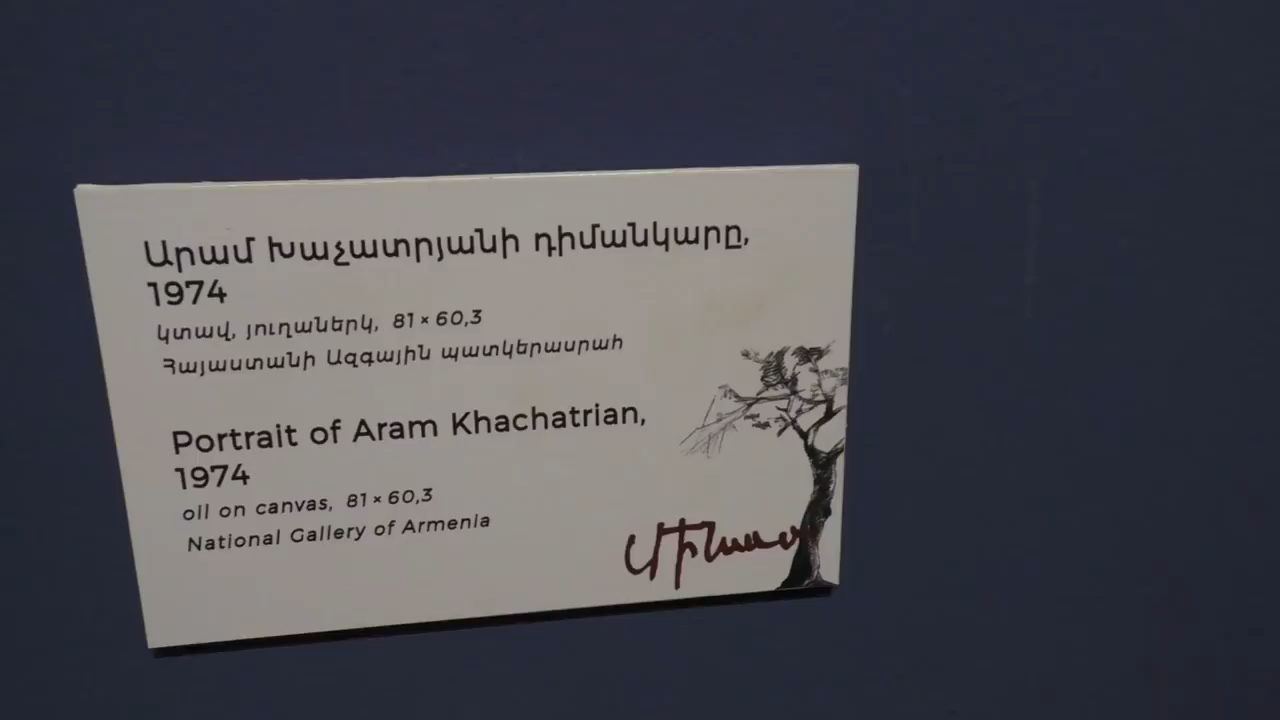 Արամ Խաչատրյանի դիմանկարը,
1974
կտավ, յուղաներկ, 81 × 60,3
Հայաստանի Ազգային պատկերասրահ
Portrait of Aram Khachatrian,
1974
oil on canvas, 81 × 60,3
National Gallery of Armenia
Մինաս